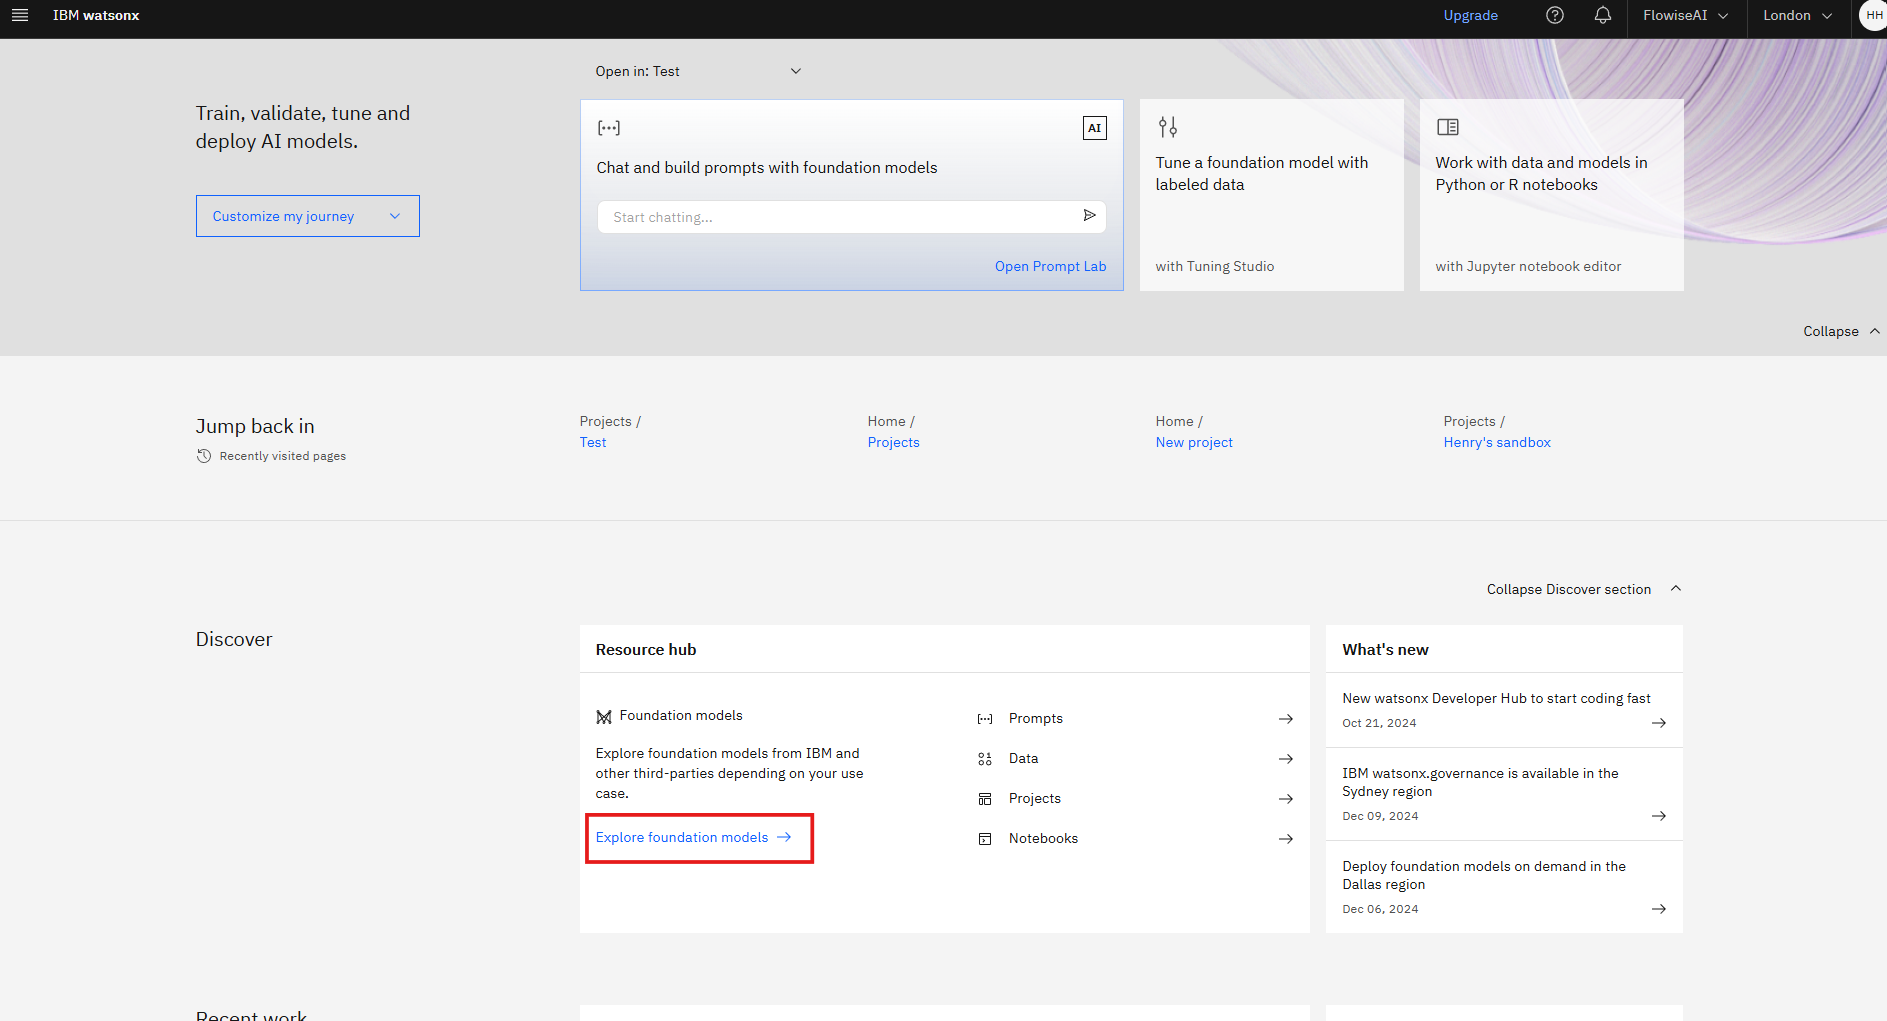 IBM watsonx
Upgrade
FlowiseAI
London
HH
Open in: Test
Train, validate, tune and
deploy AI models.
Customize my journey
AI
Chat and build prompts with foundation models
Start chatting...
Open Prompt Lab
Tune a foundation model with
labeled data
with Tuning Studio
Work with data and models in
Python or R notebooks
with Jupyter notebook editor
Collapse
Jump back in
Recently visited pages
Projects /
Test
Home /
Projects
Home /
New project
Projects /
Henry's sandbox
Collapse Discover section
Discover
Resource hub
Foundation models
Explore foundation models from IBM and
other third-parties depending on your use
case.
Explore foundation models
Prompts
Data
Projects
Notebooks
What's new
New watsonx Developer Hub to start coding fast
Oct 21, 2024
IBM watsonx.governance is available in the
Sydney region
Dec 09, 2024
Deploy foundation models on demand in the
Dallas region
Dec 06, 2024
Recent work